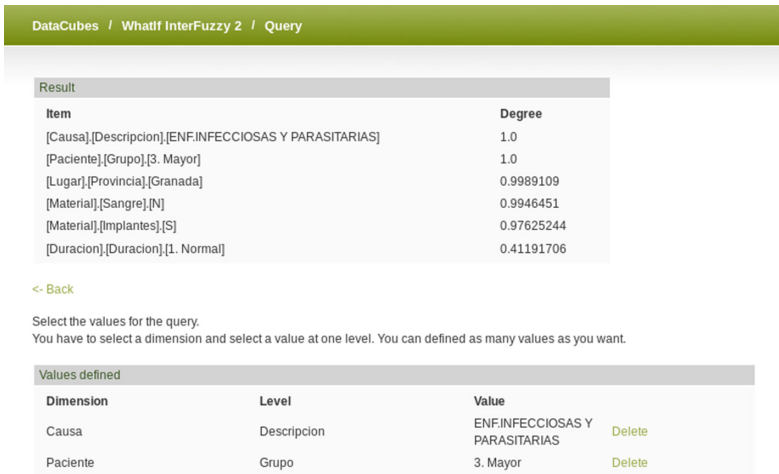 DataCubes / WhatIf InterFuzzy 2 / Query
Result
Item Degree
[Causa].[Descripcion].[ENF.INFECCIOSAS Y PARASITARIAS] 1.0
[Paciente].[Grupo].[3. Mayor] 1.0
[Lugar].[Provincia].[Granada] 0.9989109
[Material].[Sangre].[N] 0.9946451
[Material].[Implantes].[S] 0.97625244
[Duracion].[Duracion].[1. Normal] 0.41191706
<- Back
Select the values for the query.
You have to select a dimension and select a value at one level. You can defined as many values as you want.
Values defined
Dimension Level Value
Causa Descripcion ENF.INFECCIOSAS Y PARASITARIAS Delete
Paciente Grupo 3. Mayor Delete